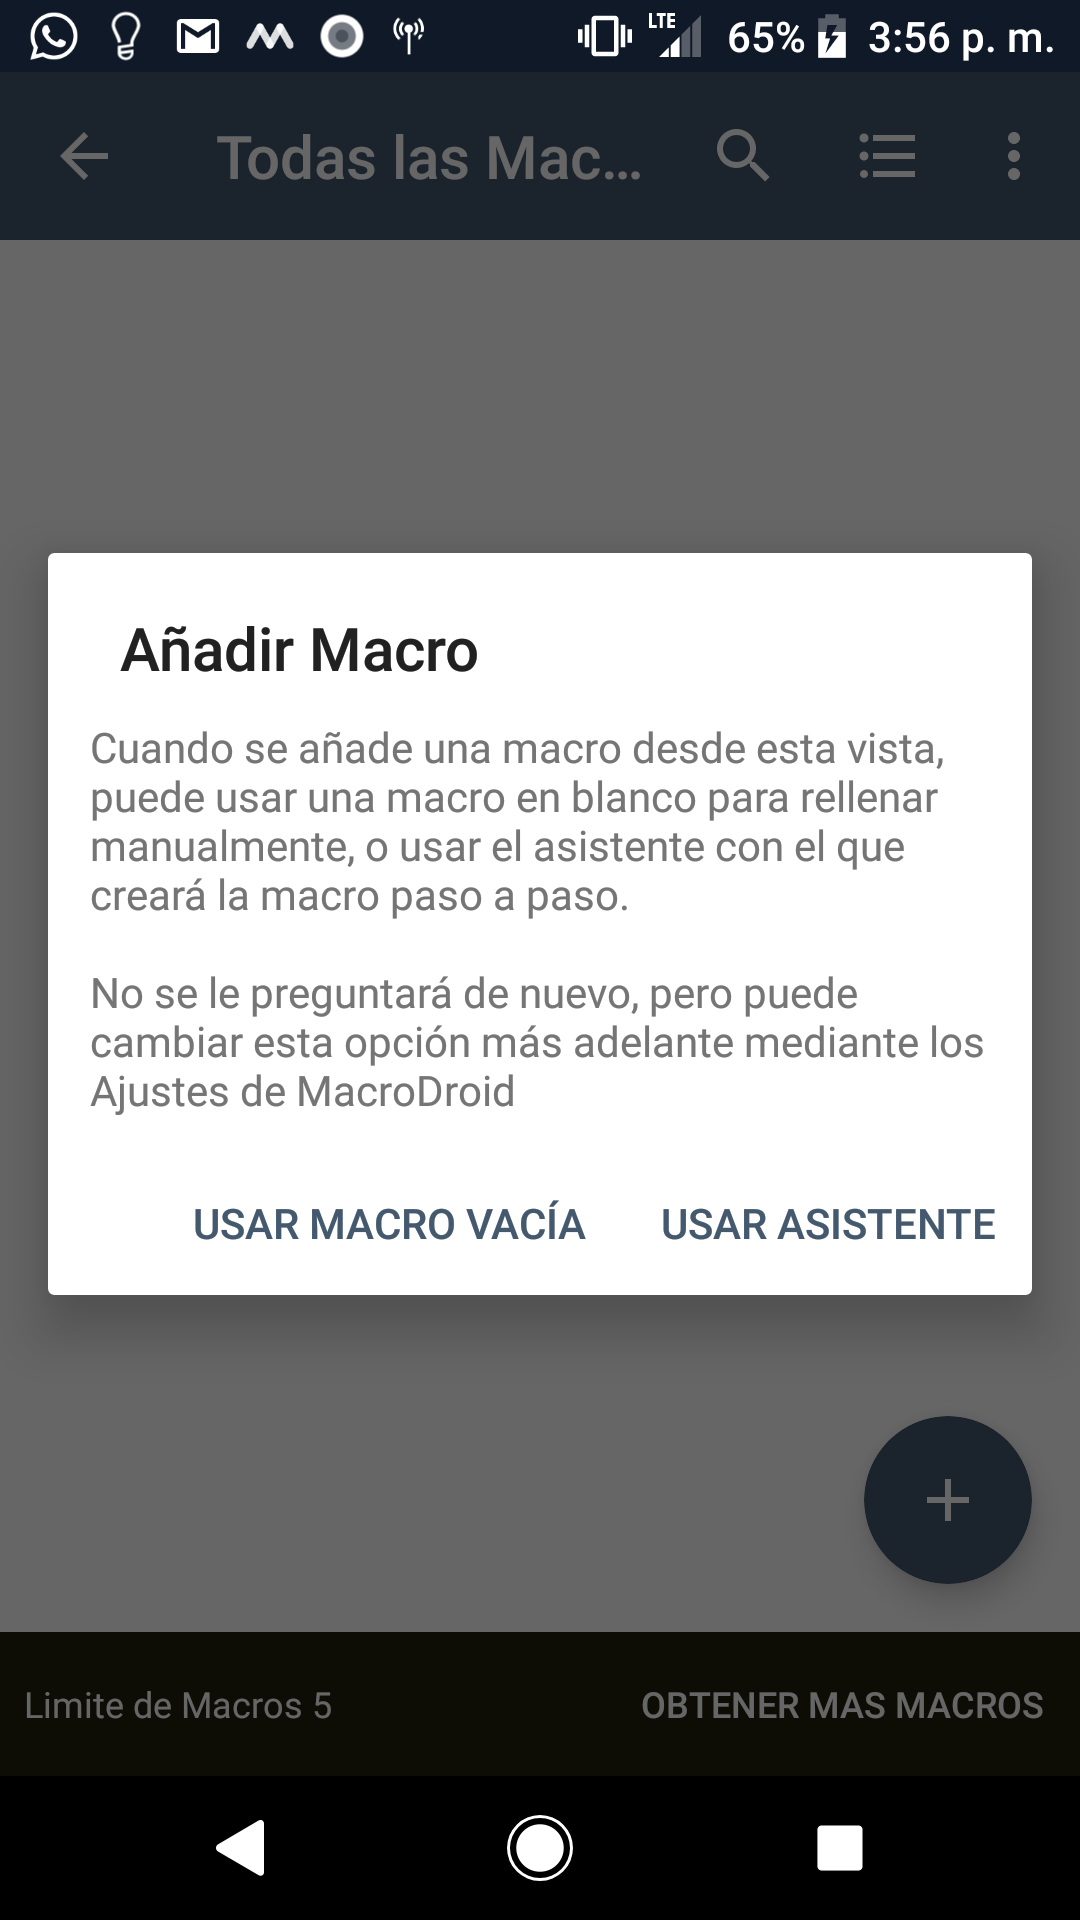 LTE 65% 3:56 p. m.
Todas las Mac...
Añadir Macro
Cuando se añade una macro desde esta vista,
puede usar una macro en blanco para rellenar
manualmente, o usar el asistente con el que
creará la macro paso a paso.
No se le preguntará de nuevo, pero puede
cambiar esta opción más adelante mediante los
Ajustes de MacroDroid
USAR MACRO VACÍA USAR ASISTENTE
Limite de Macros 5 OBTENER MAS MACROS